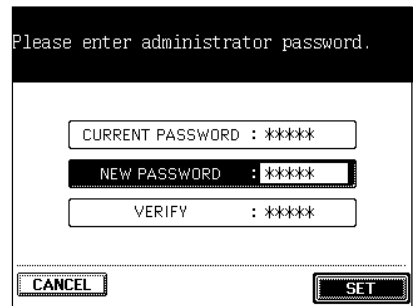 Please enter administrator password.
CURRENT PASSWORD : *****
NEW PASSWORD : *****
VERIFY : *****
CANCEL SET